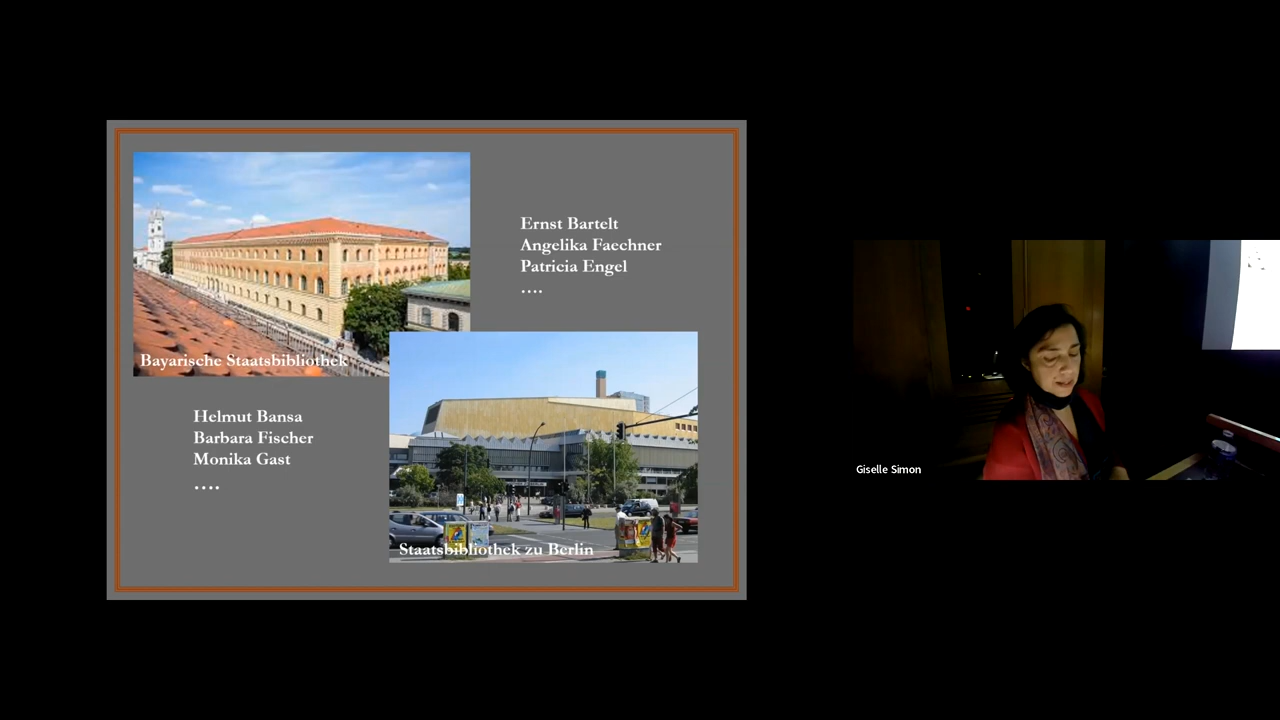 Ernst Bartelt
Angelika Faechner
Patricia Engel
....
Bayarische Staatsbibliothek
Helmut Bansa
Barbara Fischer
Monika Gast
....
Staatsbibliothek zu Berlin
Giselle Simon